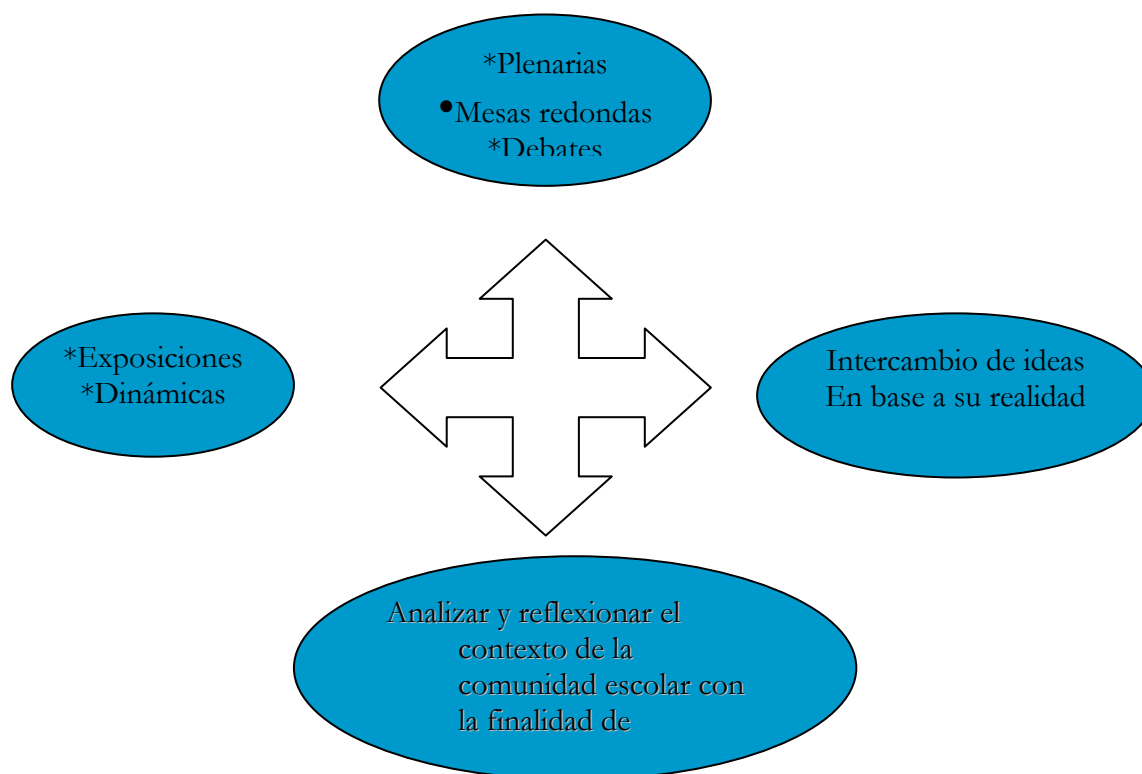 *Plenarias
•Mesas redondas
*Debates
*Exposiciones
*Dinámicas
Intercambio de ideas
En base a su realidad
Analizar y reflexionar el
contexto de la
comunidad escolar con
la finalidad de